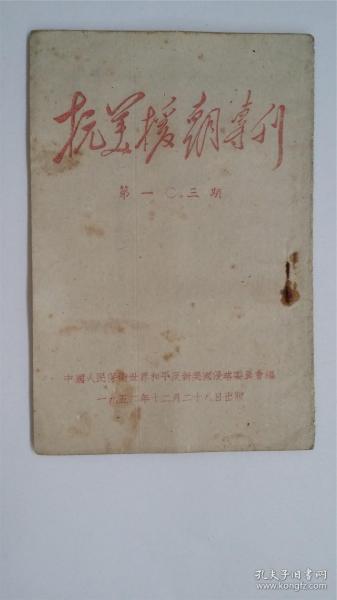 抗美援朝專刊
第一〇三期
中國人民保衛世界和平反對美國侵略委員會編
一九五二年十二月二十八日出版
孔夫子旧书网